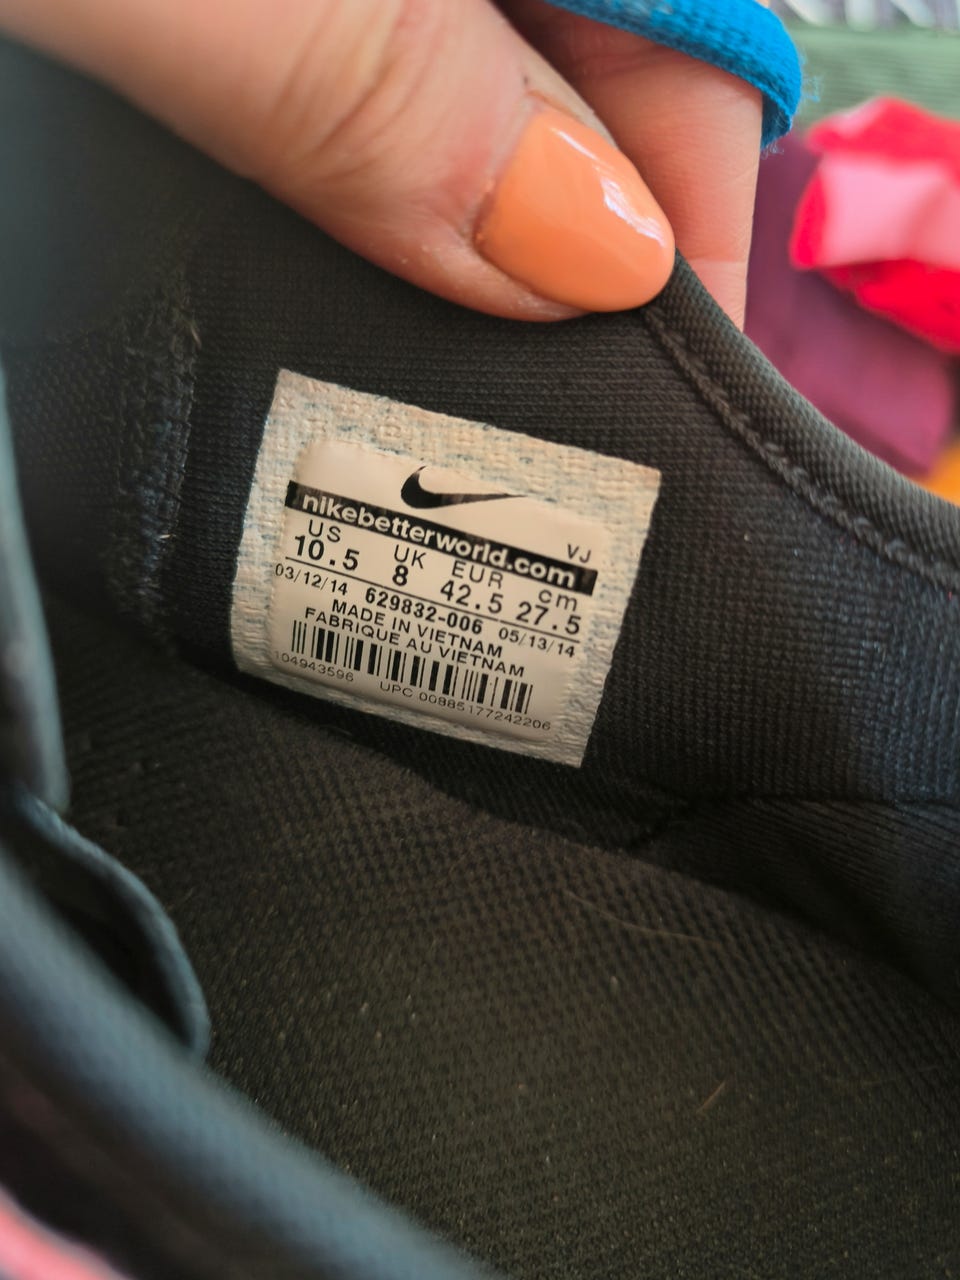 VJ
nikebetterworld.com
US UK EUR cm
10.5 8 42.5 27.5
03/12/14 629832-006 05/13/14
MADE IN VIETNAM
FABRIQUE AU VIETNAM
104943596 UPC 00885177242206